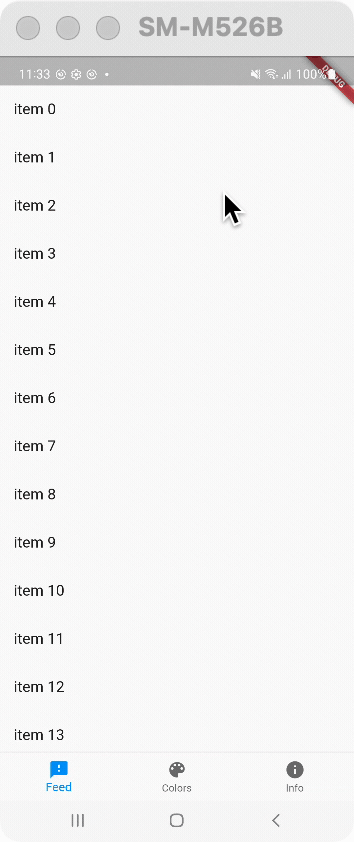 SM-M526B
11:33 100%
DEBUG
item 0
item 1
item 2
item 3
item 4
item 5
item 6
item 7
item 8
item 9
item 10
item 11
item 12
item 13
Feed Colors Info